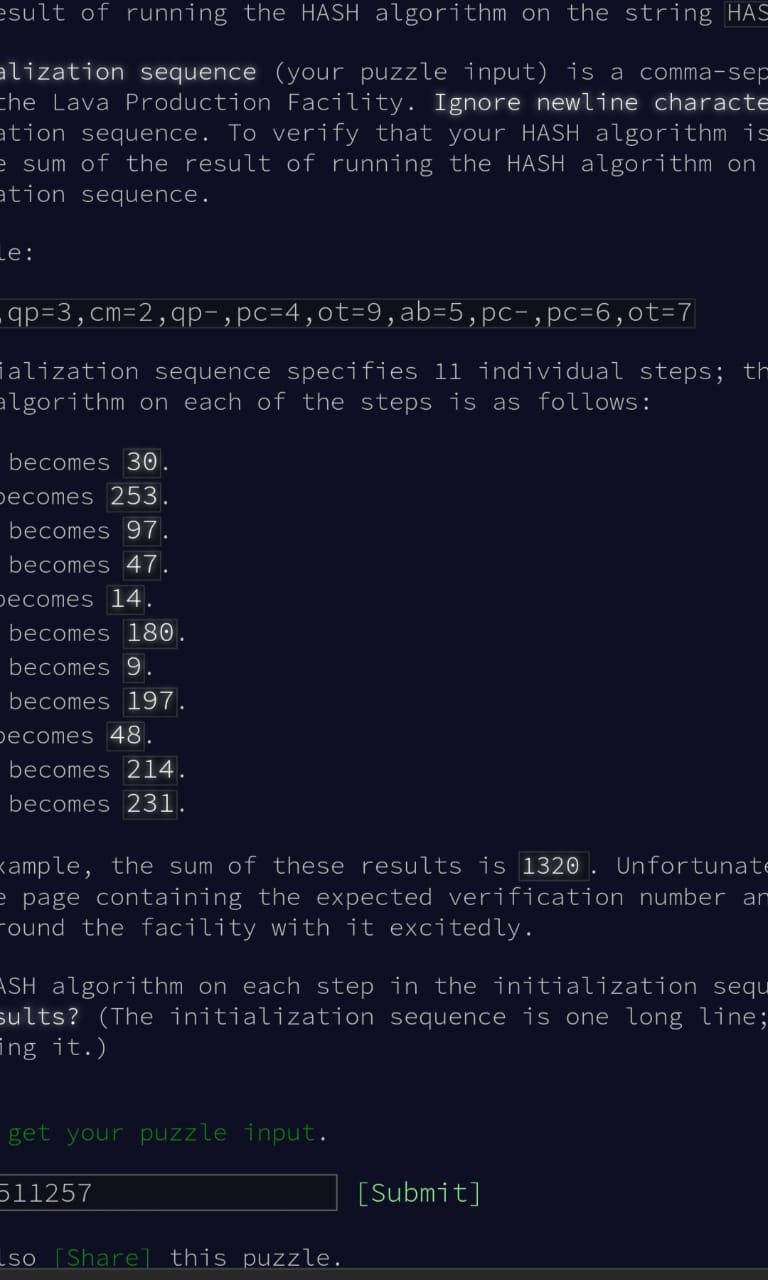 esult of running the HASH algorithm on the string HAS
alization sequence (your puzzle input) is a comma-sep
the Lava Production Facility. Ignore newline characte
ation sequence. To verify that your HASH algorithm is
e sum of the result of running the HASH algorithm on
ation sequence.
le:
,qp=3,cm=2,qp-,pc=4,ot=9,ab=5,pc-,pc=6,ot=7
ialization sequence specifies 11 individual steps; th
algorithm on each of the steps is as follows:
becomes 30.
becomes 253.
becomes 97.
becomes 47.
becomes 14.
becomes 180.
becomes 9.
becomes 197.
becomes 48.
becomes 214.
becomes 231.
xample, the sum of these results is 1320. Unfortunate
e page containing the expected verification number an
round the facility with it excitedly.
ASH algorithm on each step in the initialization sequ
sults? (The initialization sequence is one long line;
ing it.)
get your puzzle input.
511257 [Submit]
lso [Share] this puzzle.